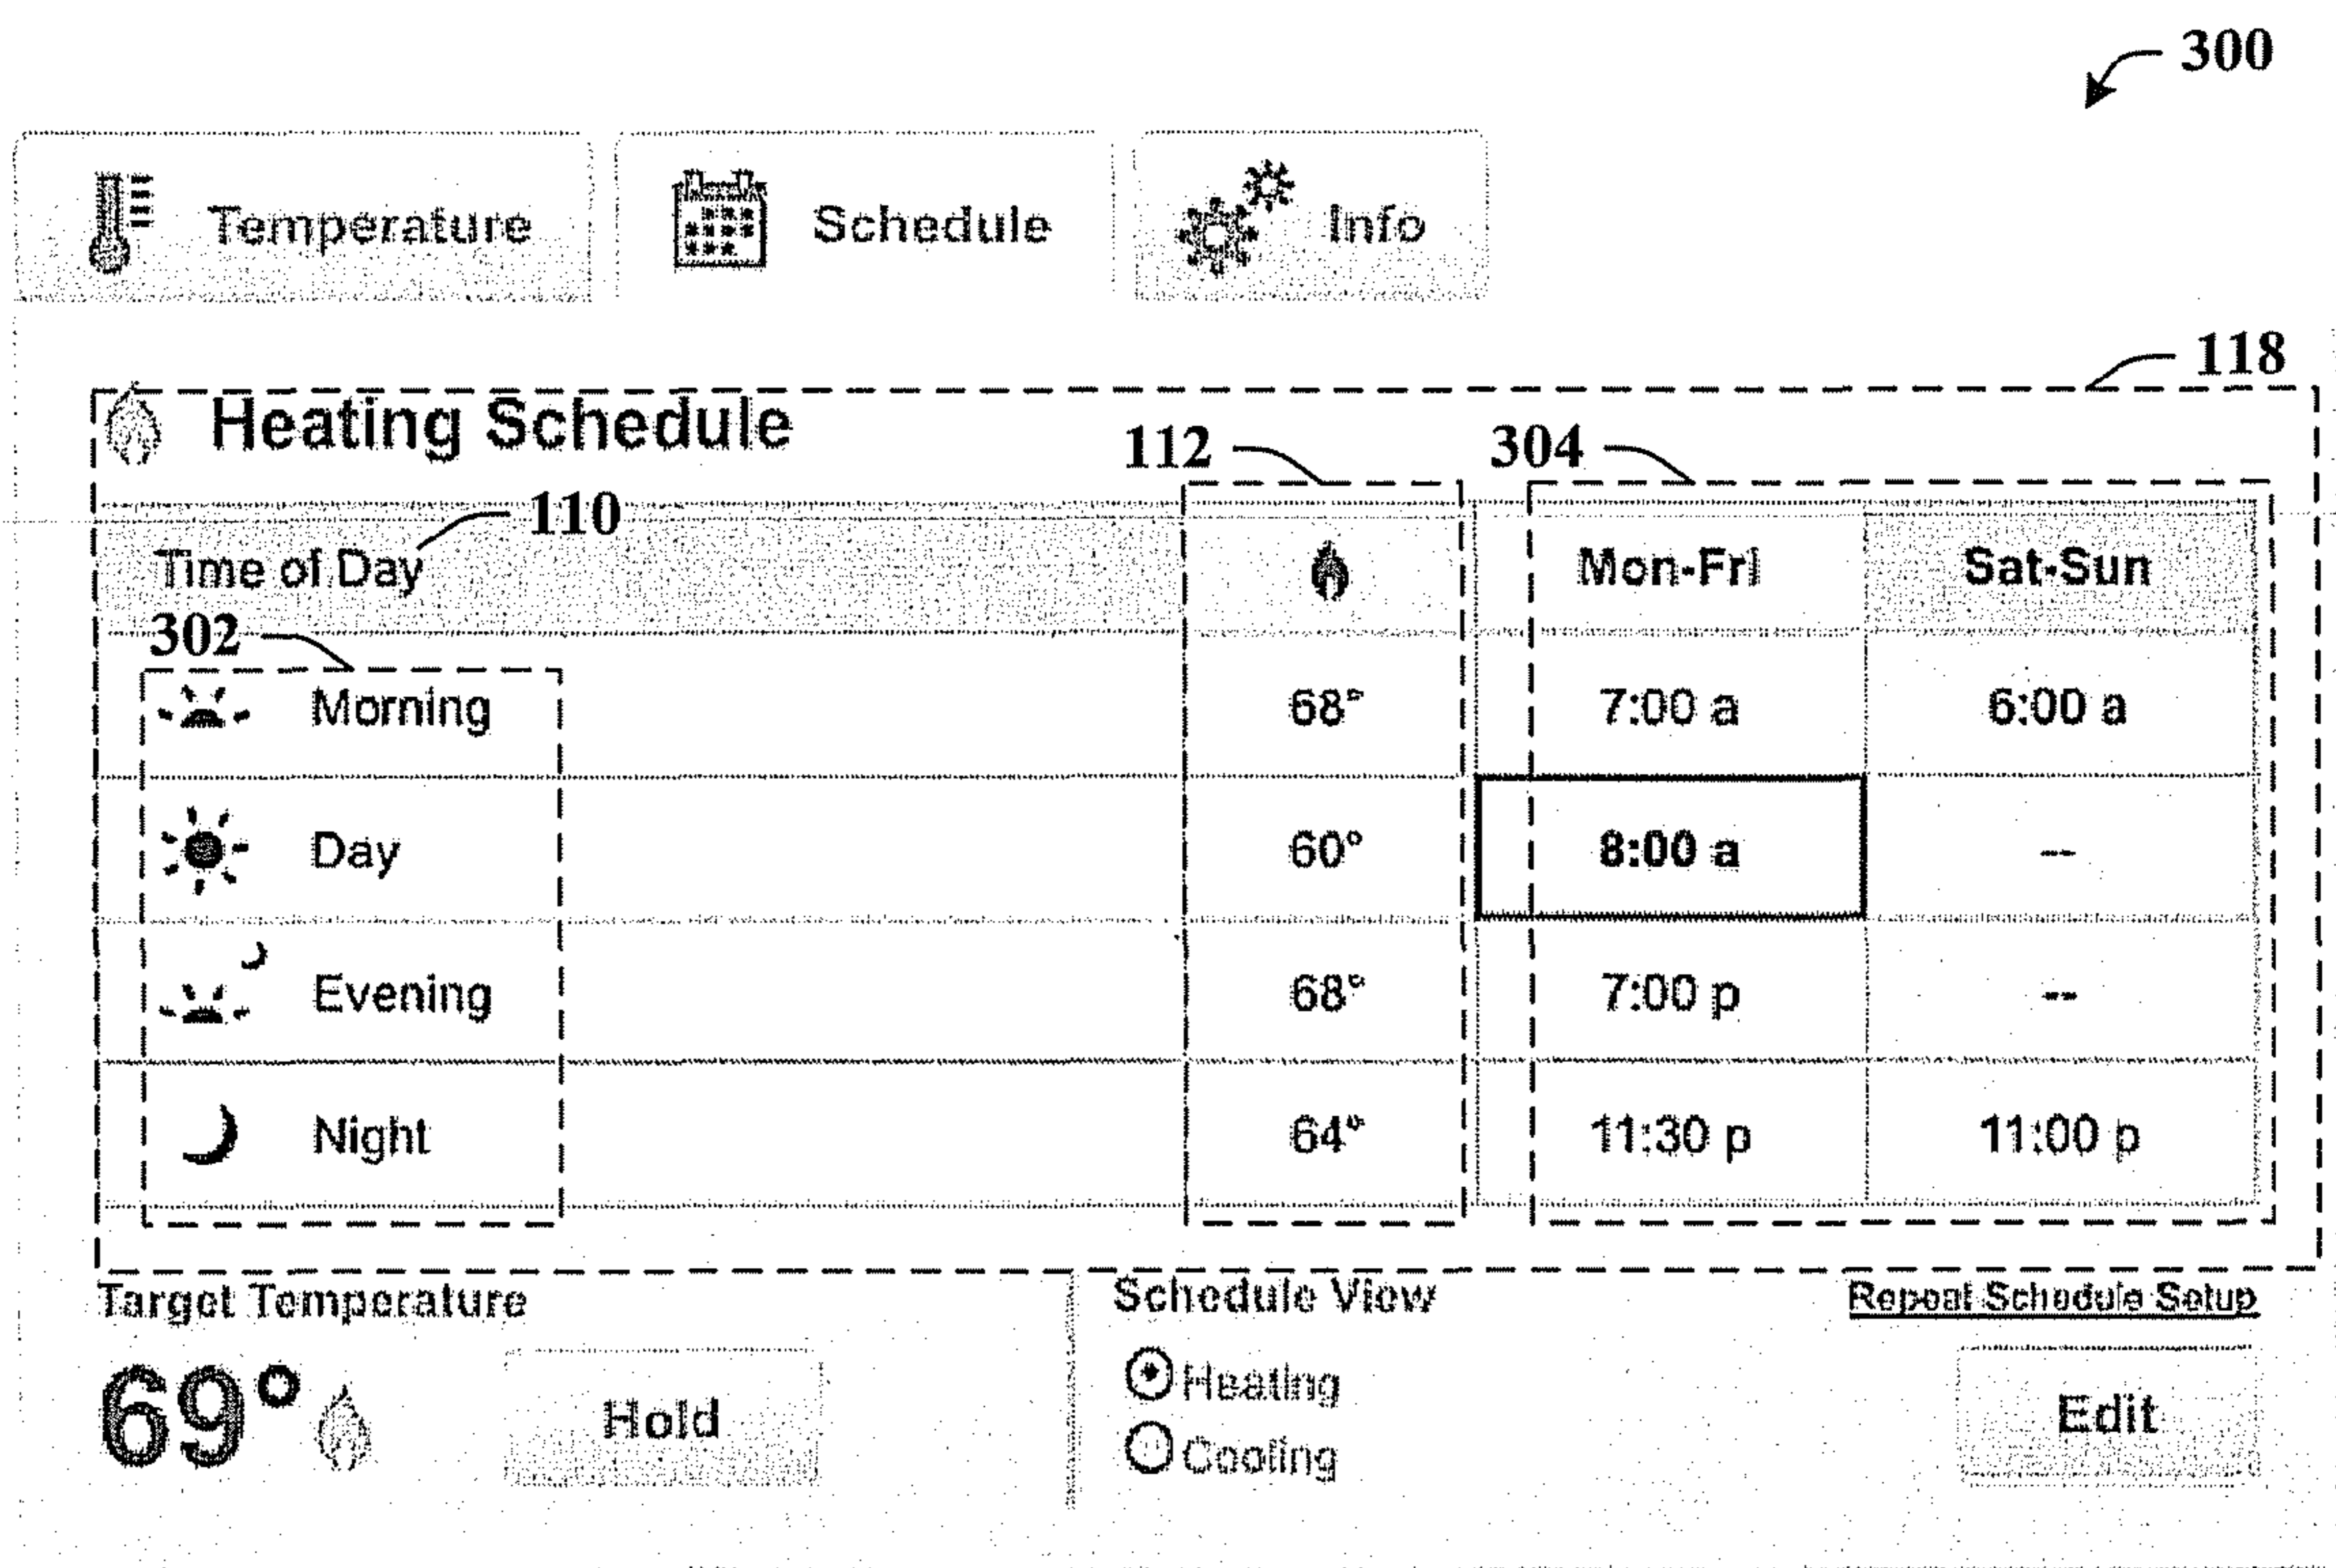 300
Temperature Schedule Info
118
Heating Schedule
112 304
110
Time of Day Mon-Fri Sat-Sun
302
Morning 68° 7:00 a 6:00 a
Day 60° 8:00 a --
Evening 68° 7:00 p --
Night 64° 11:30 p 11:00 p
Target Temperature Schedule View Repeat Schedule Setup
69° Hold Heating Edit
Cooling